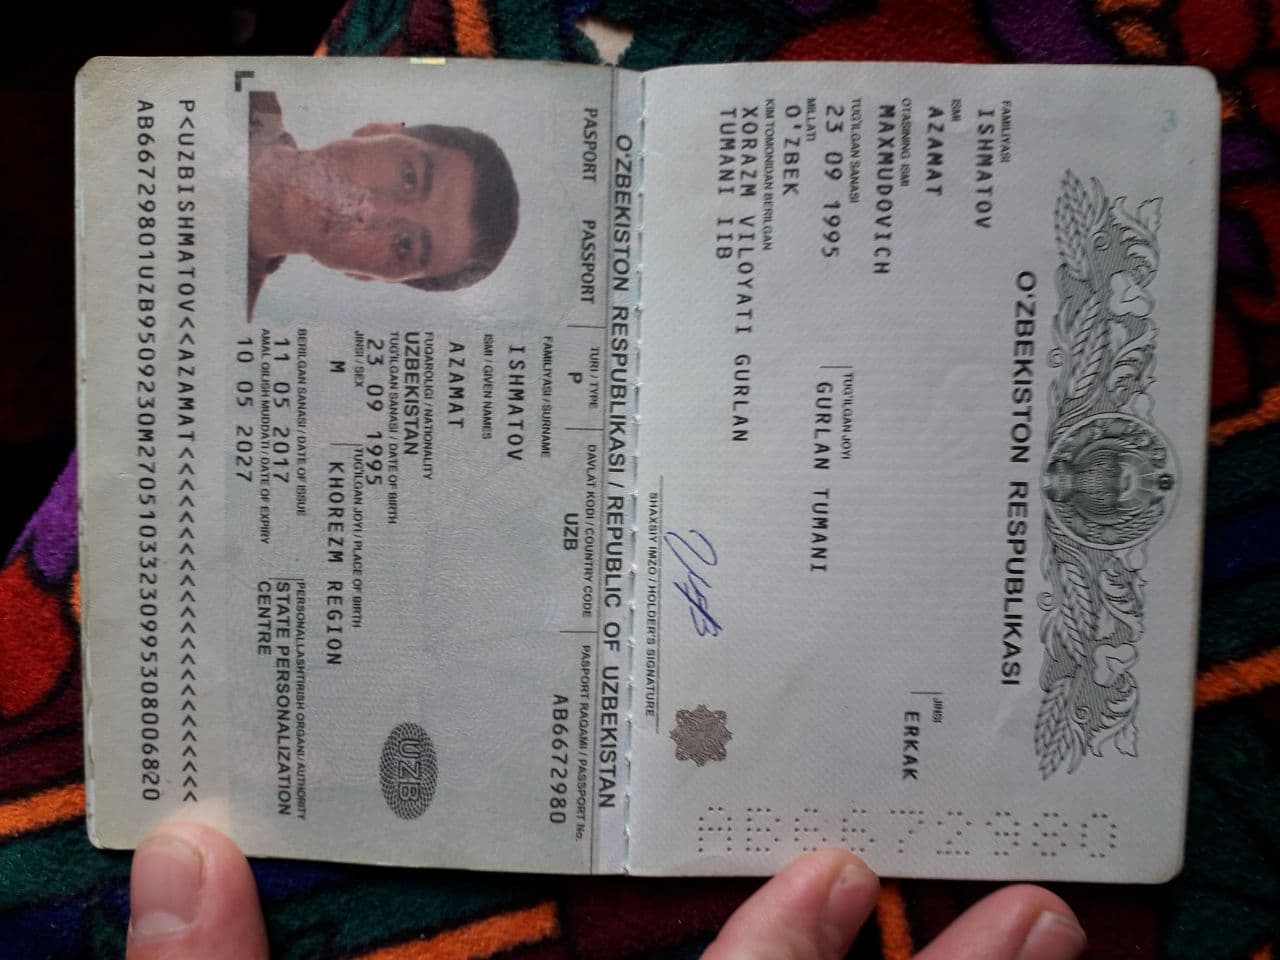 O'ZBEKISTON RESPUBLIKASI
FAMILIYASI
ISHMATOV
ISMI
AZAMAT
JINSI
ERKAK
OTASINING ISMI
MAXMUDOVICH
TUG'ILGAN SANASI
23 09 1995
TUG'ILGAN JOYI
GURLAN TUMANI
MILLATI
O'ZBEK
KIM TOMONIDAN BERILGAN
XORAZM VILOYATI GURLAN
TUMANI IIB
SHAXSIY IMZO / HOLDER'S SIGNATURE
AB6672980
O'ZBEKISTON RESPUBLIKASI / REPUBLIC OF UZBEKISTAN
PASPORT PASSPORT
TURI / TYPE
P
DAVLAT KODI / COUNTRY CODE
UZB
PASPORT RAQAMI / PASSPORT No.
AB6672980
FAMILIYASI / SURNAME
ISHMATOV
ISMI / GIVEN NAMES
AZAMAT
FUQAROLIGI / NATIONALITY
UZBEKISTAN
UZB
TUG'ILGAN SANASI / DATE OF BIRTH
23 09 1995
JINSI / SEX
M
TUG'ILGAN JOYI / PLACE OF BIRTH
KHOREZM REGION
BERILGAN SANASI / DATE OF ISSUE
11 05 2017
PERSONALLASHTIRISH ORGANI / AUTHORITY
STATE PERSONALIZATION
CENTRE
AMAL QILISH MUDDATI / DATE OF EXPIRY
10 05 2027
P<UZBISHMATOV<<AZAMAT<<<<<<<<<<<<<<<<<<<<<<<
AB66729801UZB9509230M27051033230995308006820